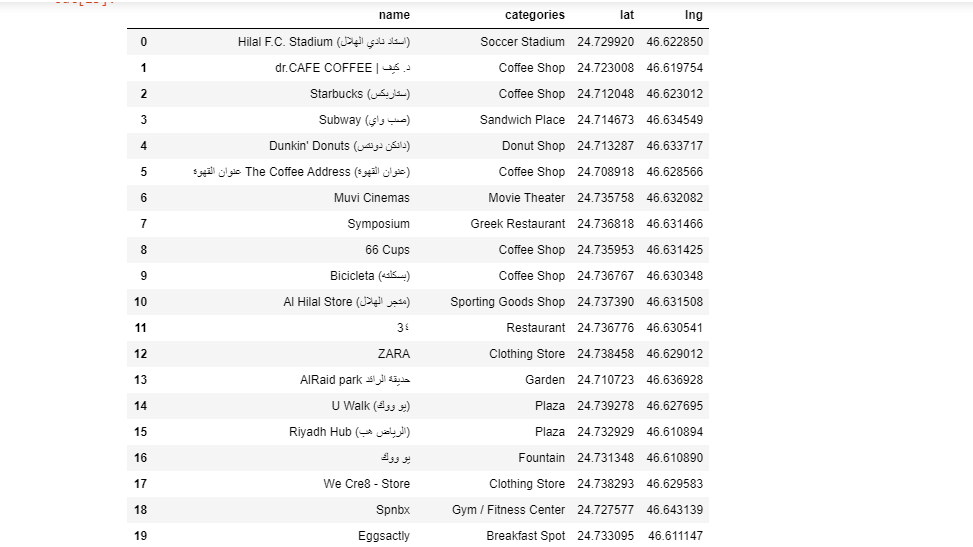 name categories lat lng
0 Hilal F.C. Stadium (استاد نادي الهلال) Soccer Stadium 24.729920 46.622850
1 dr.CAFE COFFEE | د. كيف Coffee Shop 24.723008 46.619754
2 Starbucks (ستاربكس) Coffee Shop 24.712048 46.623012
3 Subway (صب واي) Sandwich Place 24.714673 46.634549
4 Dunkin' Donuts (دانكن دونتس) Donut Shop 24.713287 46.633717
5 عنوان القهوة The Coffee Address (عنوان القهوة) Coffee Shop 24.708918 46.628566
6 Muvi Cinemas Movie Theater 24.735758 46.632082
7 Symposium Greek Restaurant 24.736818 46.631466
8 66 Cups Coffee Shop 24.735953 46.631425
9 Bicicleta (بسكلته) Coffee Shop 24.736767 46.630348
10 Al Hilal Store (متجر الهلال) Sporting Goods Shop 24.737390 46.631508
11 3٤ Restaurant 24.736776 46.630541
12 ZARA Clothing Store 24.738458 46.629012
13 AlRaid park حديقة الرائد Garden 24.710723 46.636928
14 U Walk (يو ووك) Plaza 24.739278 46.627695
15 Riyadh Hub (الرياض هب) Plaza 24.732929 46.610894
16 يو ووك Fountain 24.731348 46.610890
17 We Cre8 - Store Clothing Store 24.738293 46.629583
18 Spnbx Gym / Fitness Center 24.727577 46.643139
19 Eggsactly Breakfast Spot 24.733095 46.611147